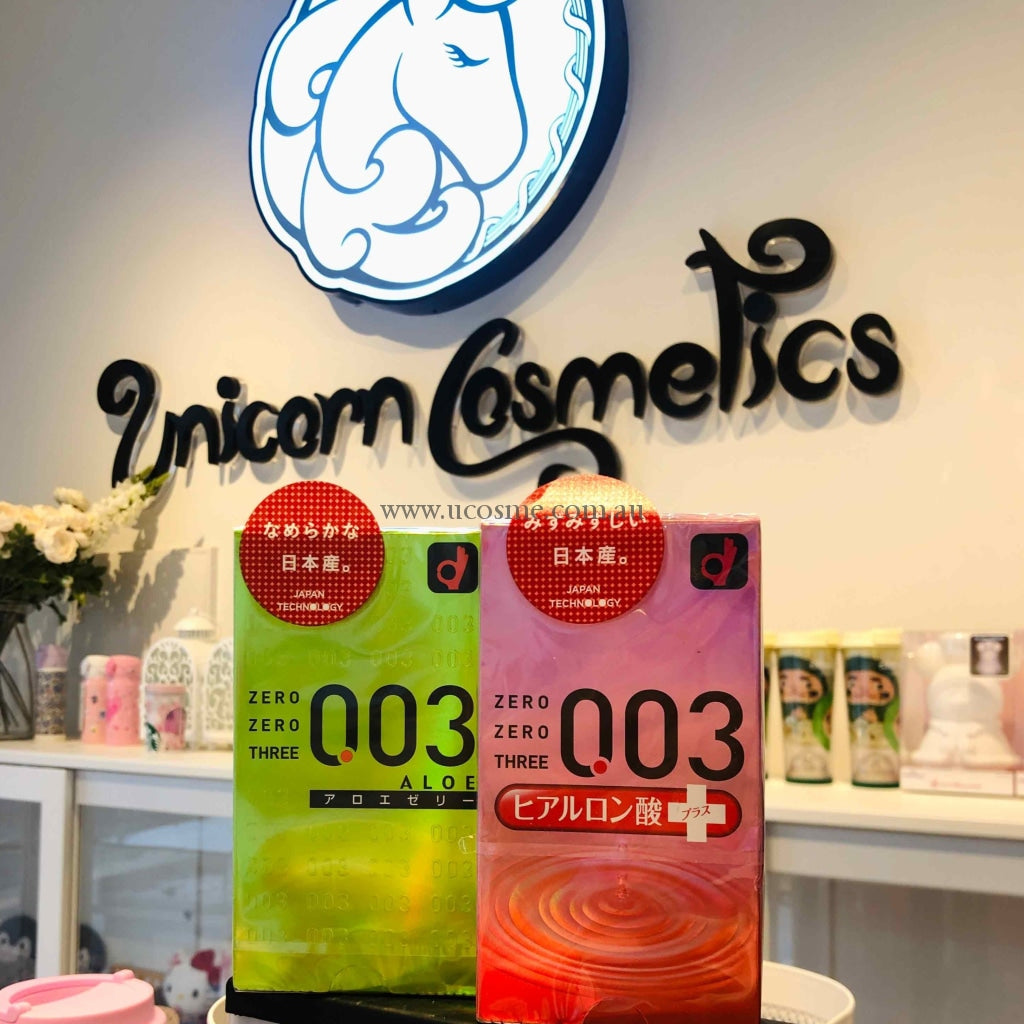 Unicorn Cosmetics
www.ucosme.com.au
なめらかな
日本産。
JAPAN
TECHNOLOGY.
みずみずしい
日本産。
JAPAN
TECHNOLOGY.
ZERO
ZERO
THREE
0.03
ALOE
アロエゼリー
ZERO
ZERO
THREE
0.03
ヒアルロン酸
プラス